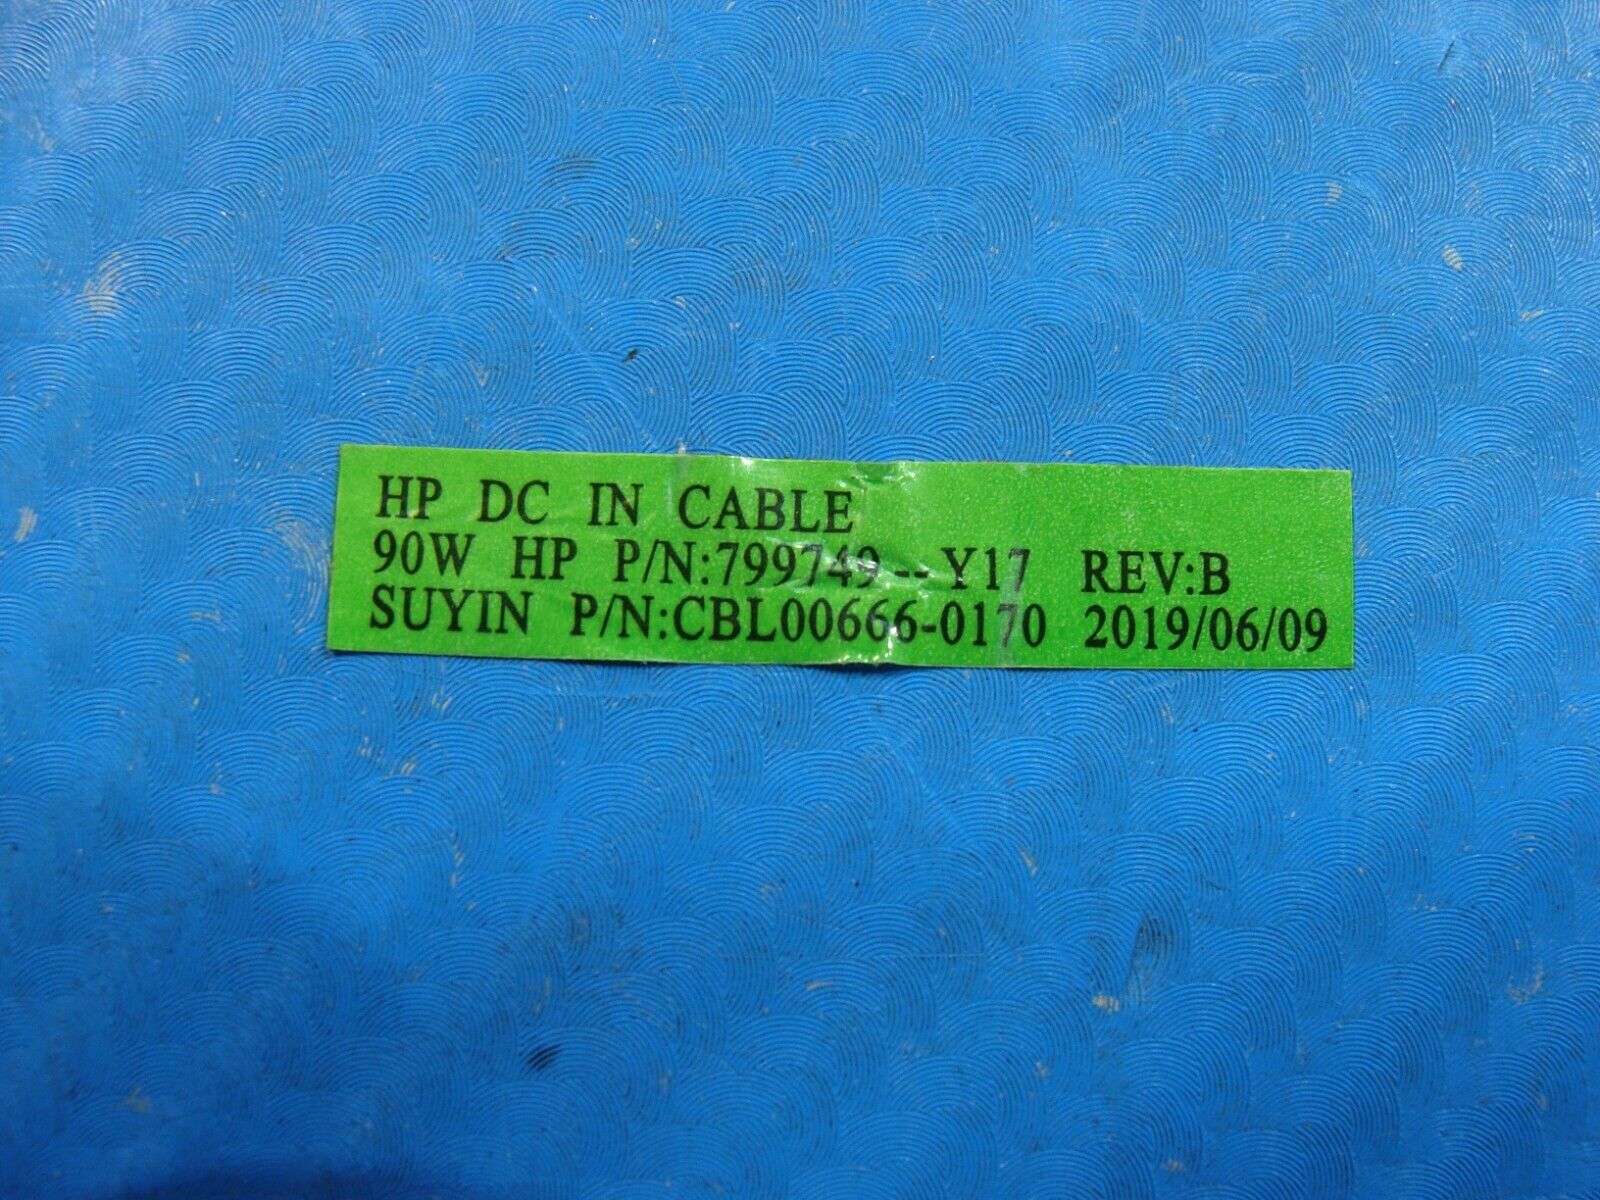 HP DC IN CABLE
90W HP P/N:799749--Y17 REV:B
SUYIN P/N:CBL00666-0170 2019/06/09